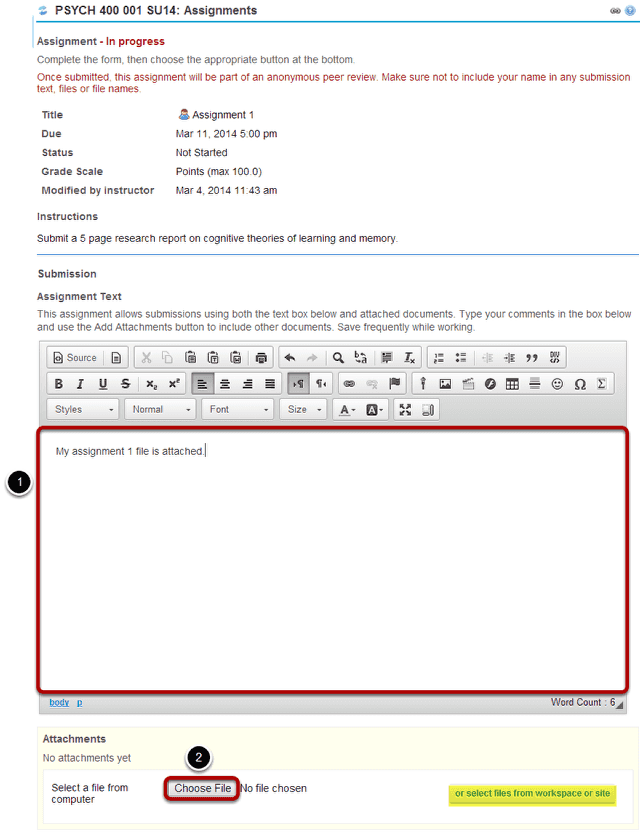 PSYCH 400 001 SU14: Assignments
Assignment - In progress
Complete the form, then choose the appropriate button at the bottom.
Once submitted, this assignment will be part of an anonymous peer review. Make sure not to include your name in any submission
text, files or file names.
Title Assignment 1
Due Mar 11, 2014 5:00 pm
Status Not Started
Grade Scale Points (max 100.0)
Modified by instructor Mar 4, 2014 11:43 am
Instructions
Submit a 5 page research report on cognitive theories of learning and memory.
Submission
Assignment Text
This assignment allows submissions using both the text box below and attached documents. Type your comments in the box below
and use the Add Attachments button to include other documents. Save frequently while working.
Source
B I U S x₂ x² Ω Σ
Styles Normal Font Size A A
1
My assignment 1 file is attached.
body p Word Count : 6
Attachments
No attachments yet
2
Select a file from
computer
Choose File No file chosen
or select files from workspace or site